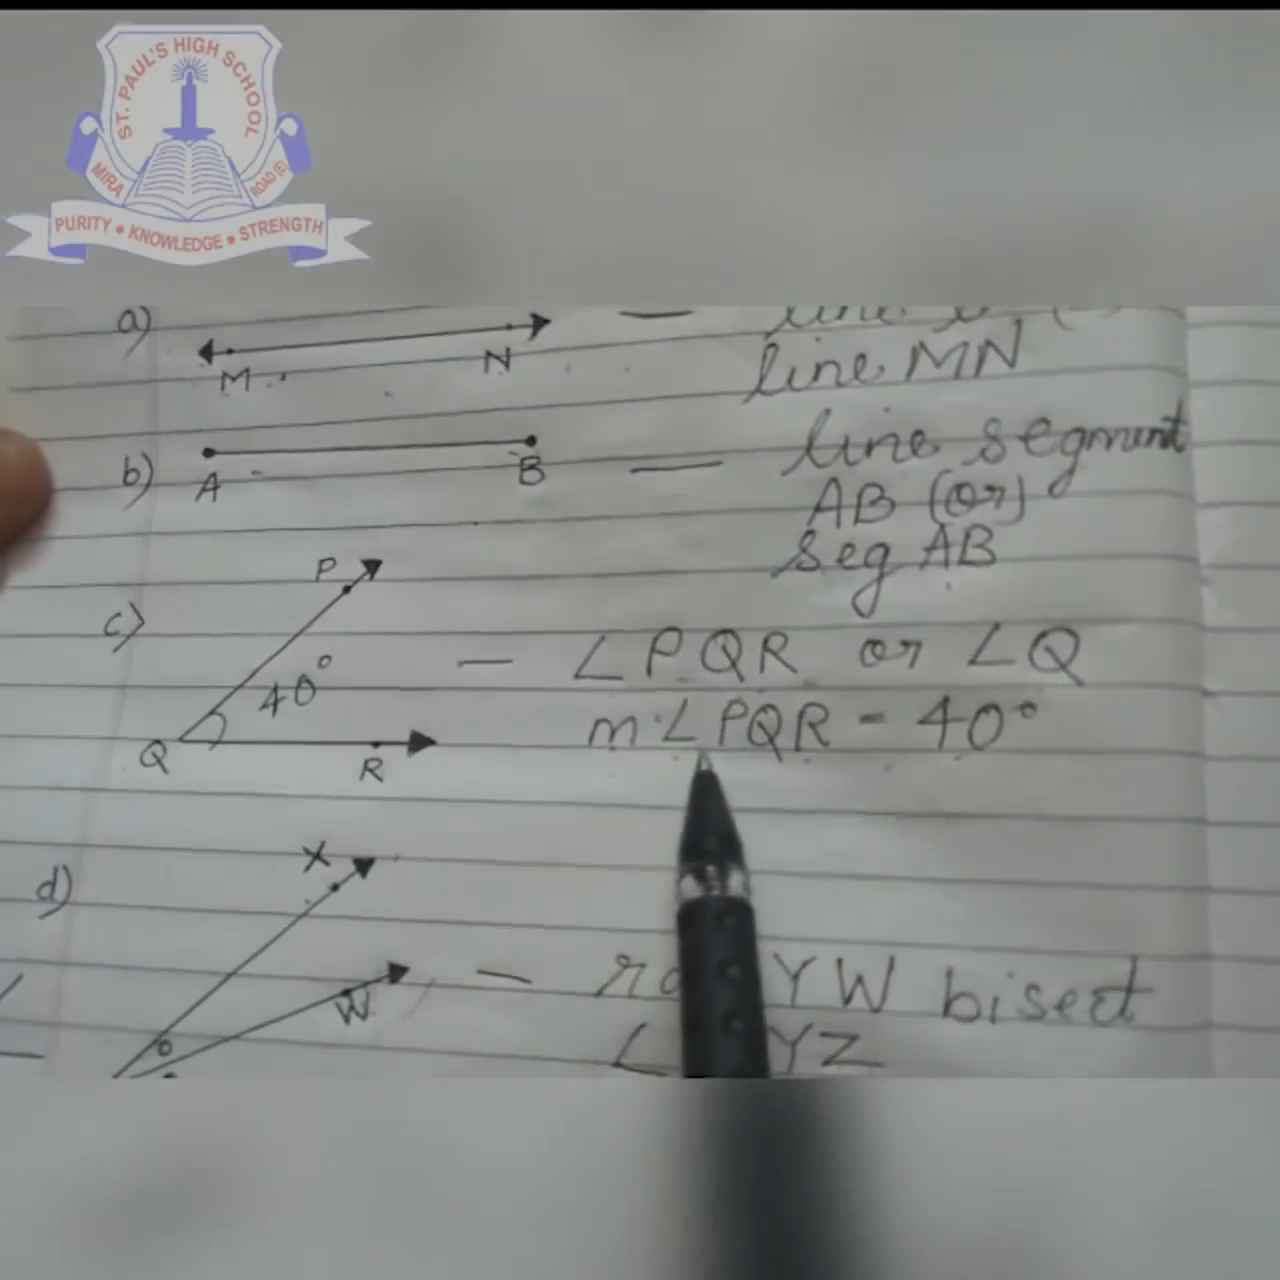 ST. PAUL'S HIGH SCHOOL
MIRA ROAD (E)
PURITY • KNOWLEDGE • STRENGTH
a) M N — line
line MN
b) A B — line segment
AB (or)
seg AB
c) P Q R 40° — ∠PQR or ∠Q
m∠PQR = 40°
d) X W — YW bisect
∠ YZ